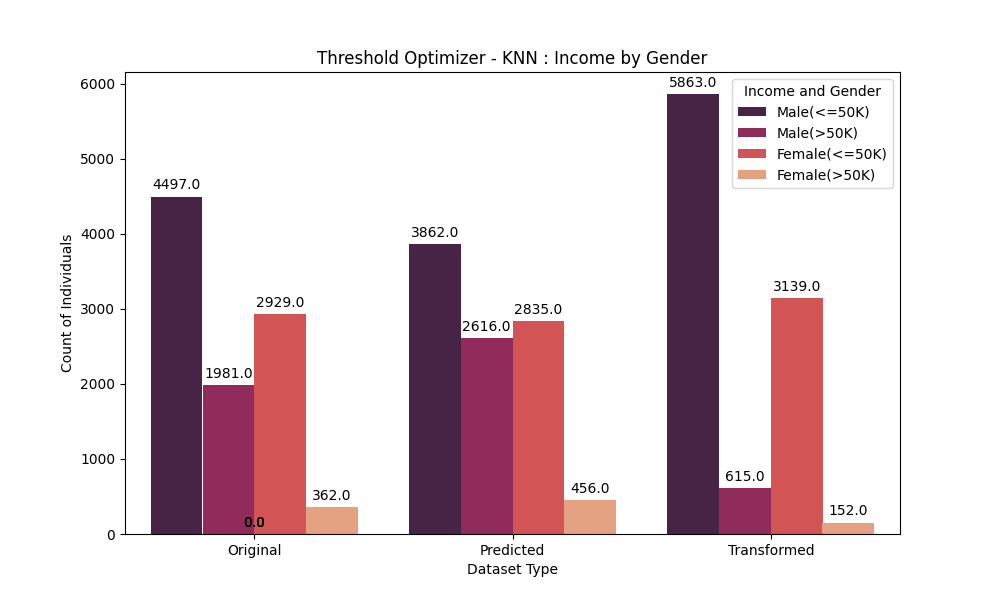 Threshold Optimizer - KNN : Income by Gender
Income and Gender
Male(<=50K)
Male(>50K)
Female(<=50K)
Female(>50K)
Count of Individuals
6000
5000
4000
3000
2000
1000
0
4497.0
1981.0
2929.0
362.0
0.0
3862.0
2616.0
2835.0
456.0
5863.0
615.0
3139.0
152.0
Original
Predicted
Transformed
Dataset Type